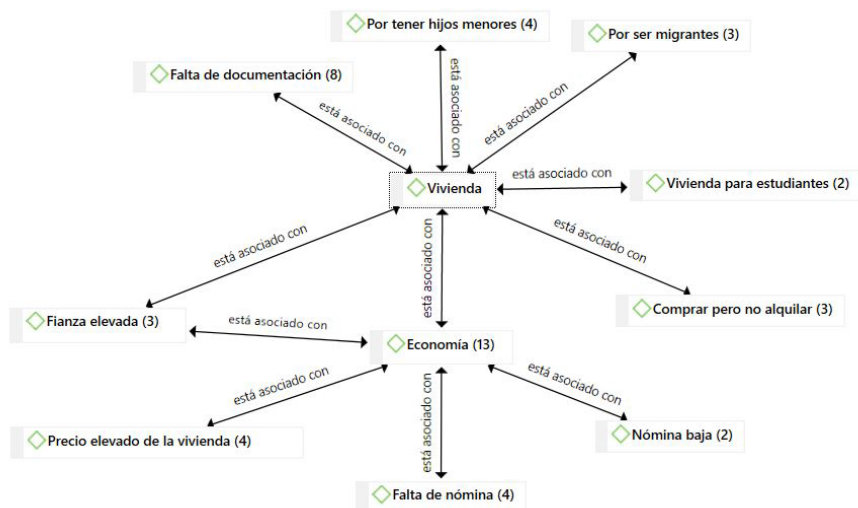 Por tener hijos menores (4)
Por ser migrantes (3)
Falta de documentación (8)
está asociado con
está asociado con
está asociado con
está asociado con
Vivienda
Vivienda para estudiantes (2)
está asociado con
está asociado con
está asociado con
Fianza elevada (3)
Comprar pero no alquilar (3)
está asociado con
Economía (13)
está asociado con
está asociado con
está asociado con
Precio elevado de la vivienda (4)
Nómina baja (2)
Falta de nómina (4)